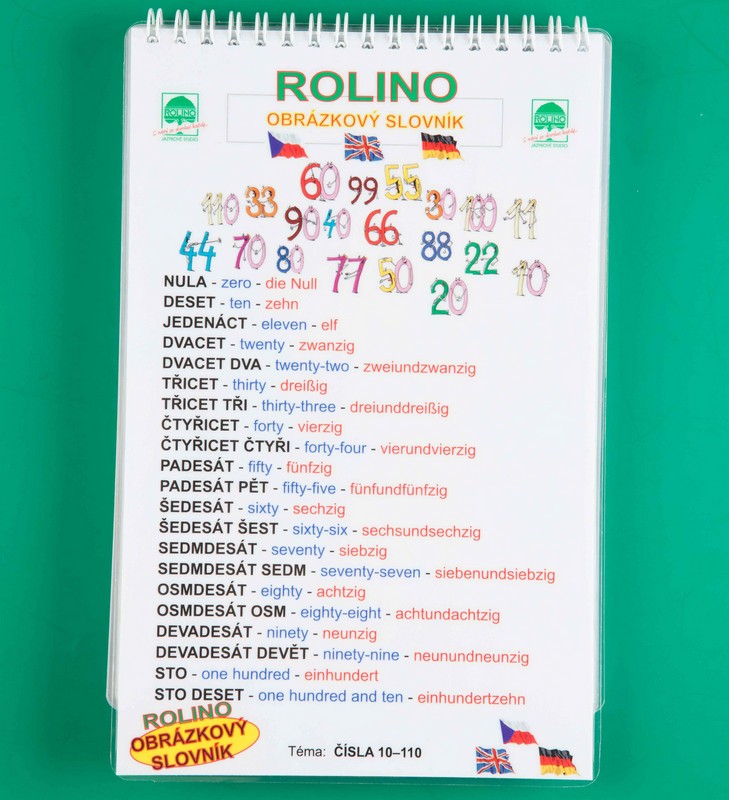 ROLINO
OBRÁZKOVÝ SLOVNÍK
ROLINO
JAZYKOVÉ STUDIO
ROLINO
JAZYKOVÉ STUDIO
60 99 55
110 33 30 100 11
90 40 66
44 70 80 88 22
77 50 10
20
NULA - zero - die Null
DESET - ten - zehn
JEDENÁCT - eleven - elf
DVACET - twenty - zwanzig
DVACET DVA - twenty-two - zweiundzwanzig
TŘICET - thirty - dreißig
TŘICET TŘI - thirty-three - dreiunddreißig
ČTYŘICET - forty - vierzig
ČTYŘICET ČTYŘI - forty-four - vierundvierzig
PADESÁT - fifty - fünfzig
PADESÁT PĚT - fifty-five - fünfundfünfzig
ŠEDESÁT - sixty - sechzig
ŠEDESÁT ŠEST - sixty-six - sechsundsechzig
SEDMDESÁT - seventy - siebzig
SEDMDESÁT SEDM - seventy-seven - siebenundsiebzig
OSMDESÁT - eighty - achtzig
OSMDESÁT OSM - eighty-eight - achtundachtzig
DEVADESÁT - ninety - neunzig
DEVADESÁT DEVĚT - ninety-nine - neunundneunzig
STO - one hundred - einhundert
STO DESET - one hundred and ten - einhundertzehn
ROLINO
OBRÁZKOVÝ
SLOVNÍK
Téma: ČÍSLA 10–110